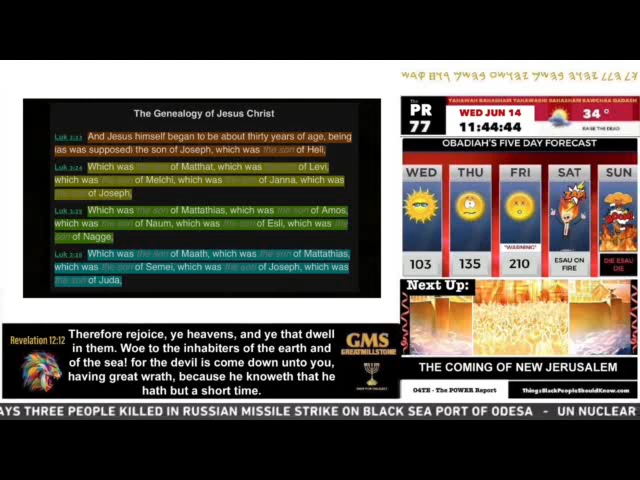 The Genealogy of Jesus Christ
Luk 3:23 And Jesus himself began to be about thirty years of age, being
(as was supposed) the son of Joseph, which was the son of Heli,
Luk 3:24 Which was of Matthat, which was of Levi,
which was the son of Melchi, which was the son of Janna, which was
of Joseph,
Luk 3:25 Which was the son of Mattathias, which was the son of Amos,
which was the son of Naum, which was the son of Esli, which was the
son of Nagge,
Luk 3:26 Which was the son of Maath, which was the son of Mattathias,
which was the son of Semei, which was the son of Joseph, which was
the son of Juda,
The
PR
77
YAHAWAH BAHASHAM YAHAWASHI BAHASHAM RAWCHAA QADASH
WED JUN 14
11:44:44
34°
RAISE THE DEAD
OBADIAH'S FIVE DAY FORECAST
WED THU FRI SAT SUN
"WARNING"
103 135 210 ESAU ON FIRE DIE ESAU DIE
Next Up:
THE COMING OF NEW JERUSALEM
O4TN - The POWER Report ThingsBlackPeopleShouldKnow.com
Revelation 12:12
Therefore rejoice, ye heavens, and ye that dwell
in them. Woe to the inhabiters of the earth and
of the sea! for the devil is come down unto you,
having great wrath, because he knoweth that he
hath but a short time.
GMS
GREATMILLSTONE
AYS THREE PEOPLE KILLED IN RUSSIAN MISSILE STRIKE ON BLACK SEA PORT OF ODESA - UN NUCLEAR